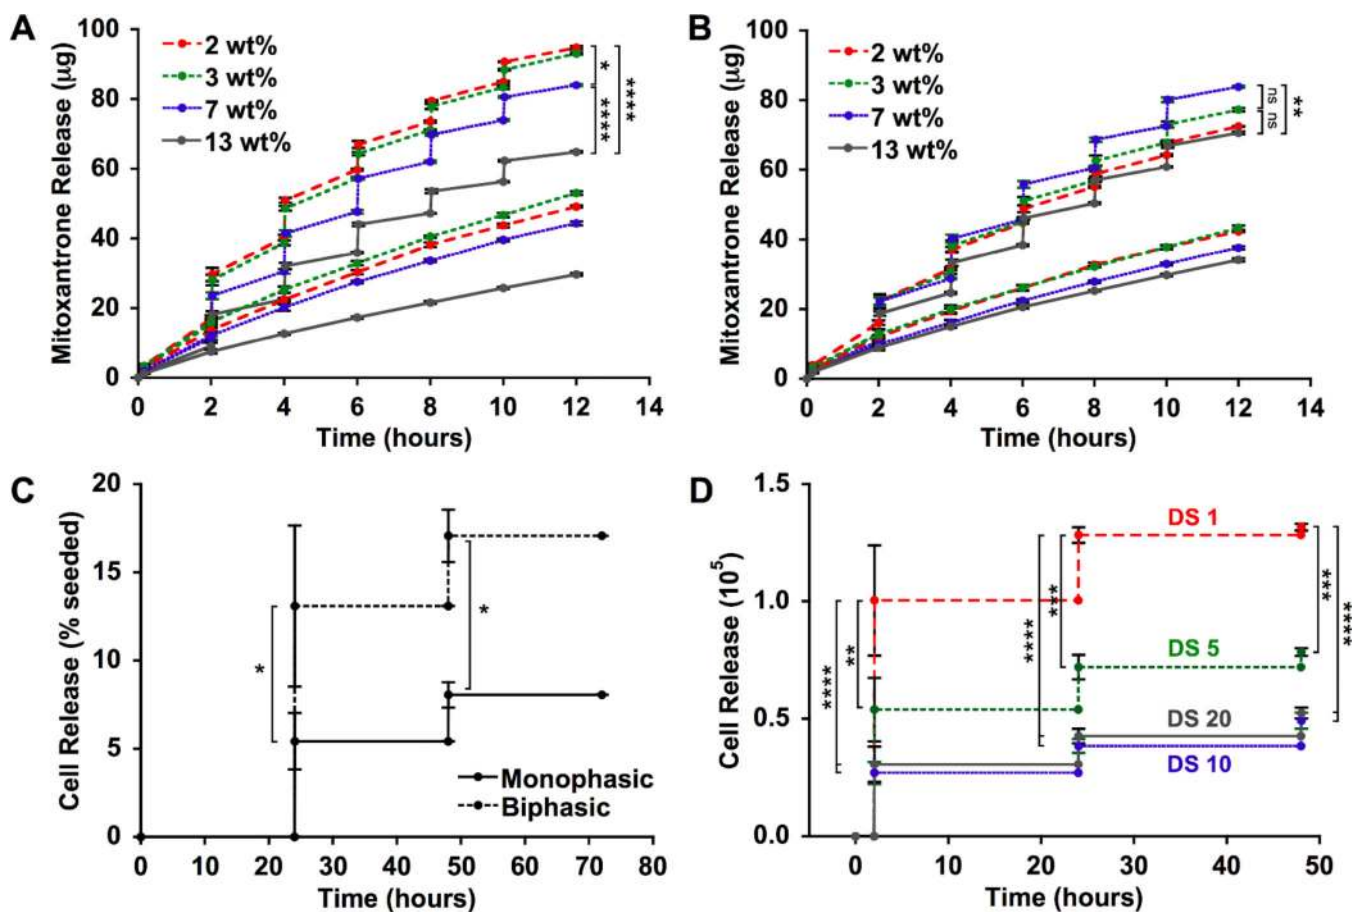 A
Mitoxantrone Release (µg)
100
80
60
40
20
0
2 wt%
3 wt%
7 wt%
13 wt%
*
****
****
0 2 4 6 8 10 12 14
Time (hours)
B
Mitoxantrone Release (µg)
100
80
60
40
20
0
2 wt%
3 wt%
7 wt%
13 wt%
ns
ns
**
0 2 4 6 8 10 12 14
Time (hours)
C
Cell Release (% seeded)
20
15
10
5
0
*
*
Monophasic
Biphasic
0 10 20 30 40 50 60 70 80
Time (hours)
D
Cell Release (10⁵)
1.5
1.0
0.5
0.0
DS 1
DS 5
DS 20
DS 10
****
**
****
***
***
****
0 10 20 30 40 50
Time (hours)